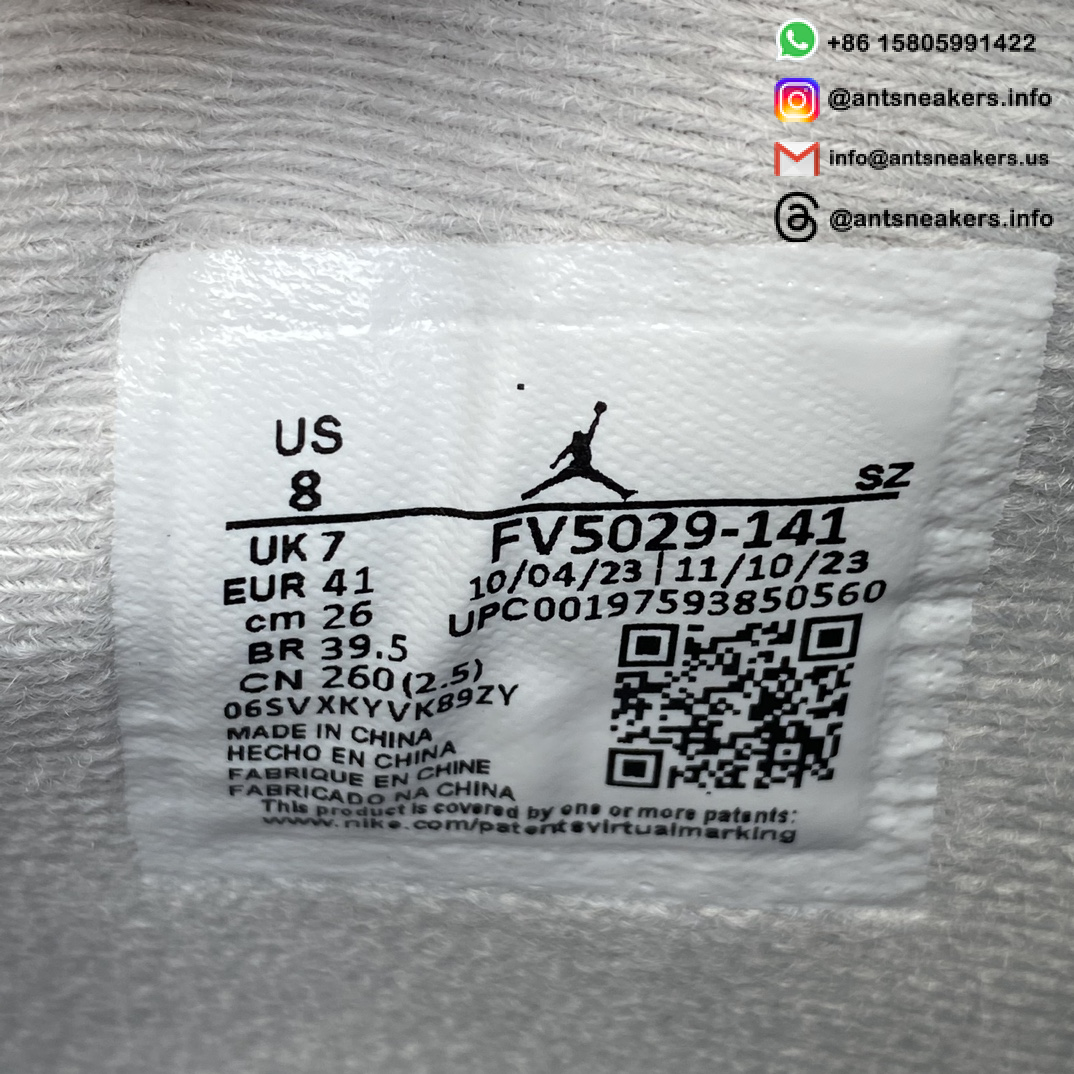 +86 15805991422
@antsneakers.info
info@antsneakers.us
@antsneakers.info
US
8
SZ
UK 7
EUR 41
cm 26
BR 39.5
CN 260 (2.5)
06SVXKYVK89ZY
FV5029-141
10/04/23 | 11/10/23
UPC00197593850560
MADE IN CHINA
HECHO EN CHINA
FABRIQUE EN CHINE
FABRICADO NA CHINA
This product is covered by one or more patents:
www.nike.com/patentsvirtualmarking